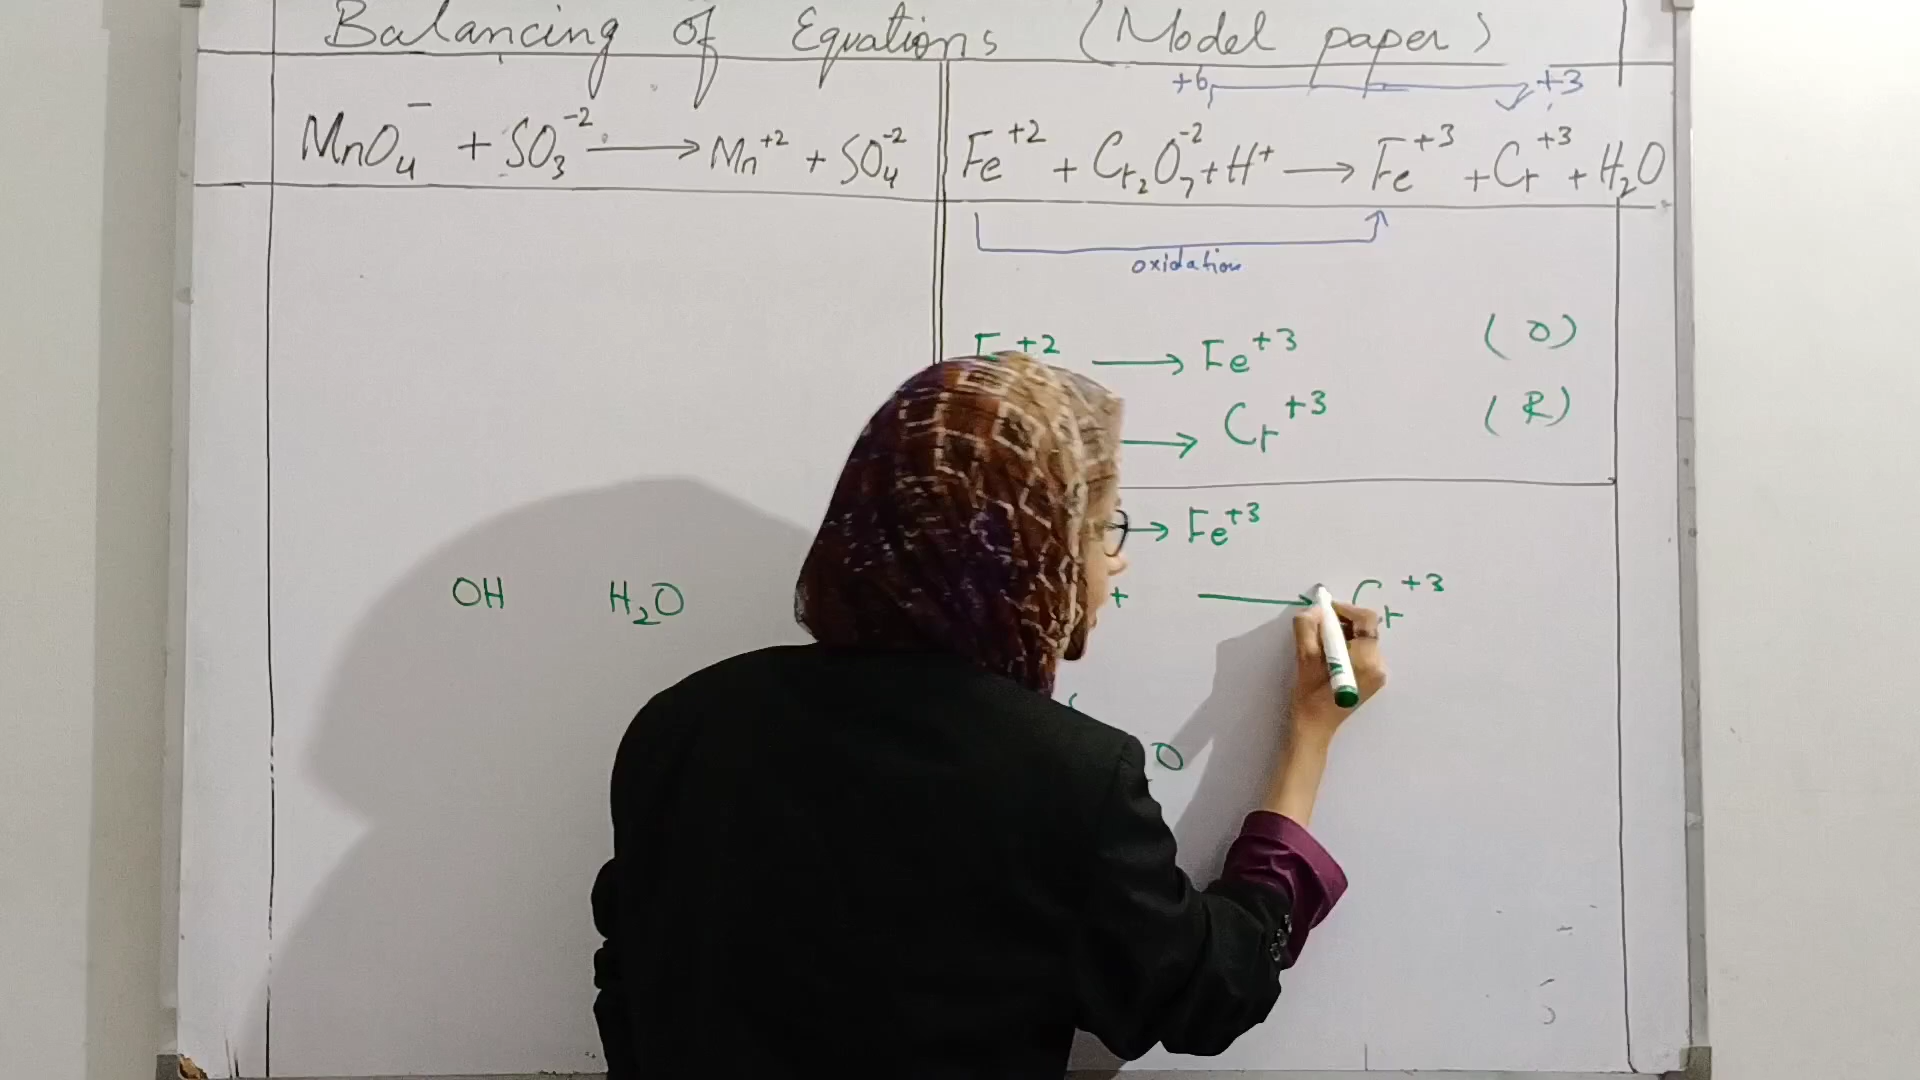 Balancing of Equations (Model paper)
+6 +3
MnO₄⁻ + SO₃⁻² → Mn⁺² + SO₄⁻²
Fe⁺² + Cr₂O₇⁻² + H⁺ → Fe⁺³ + Cr⁺³ + H₂O
oxidation
+2 → Fe⁺³ (O)
→ Cr⁺³ (R)
→ Fe⁺³
OH H₂O
+ → Cr⁺³
O